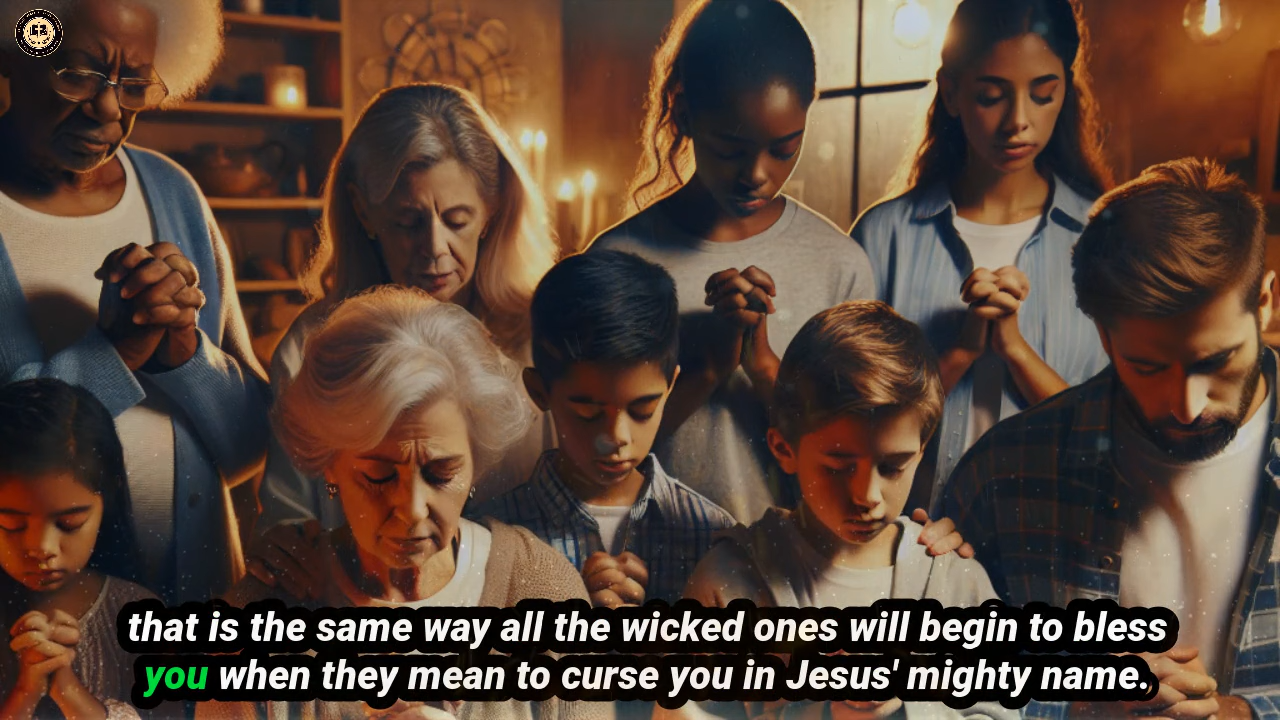 that is the same way all the wicked ones will begin to bless
you when they mean to curse you in Jesus' mighty name.